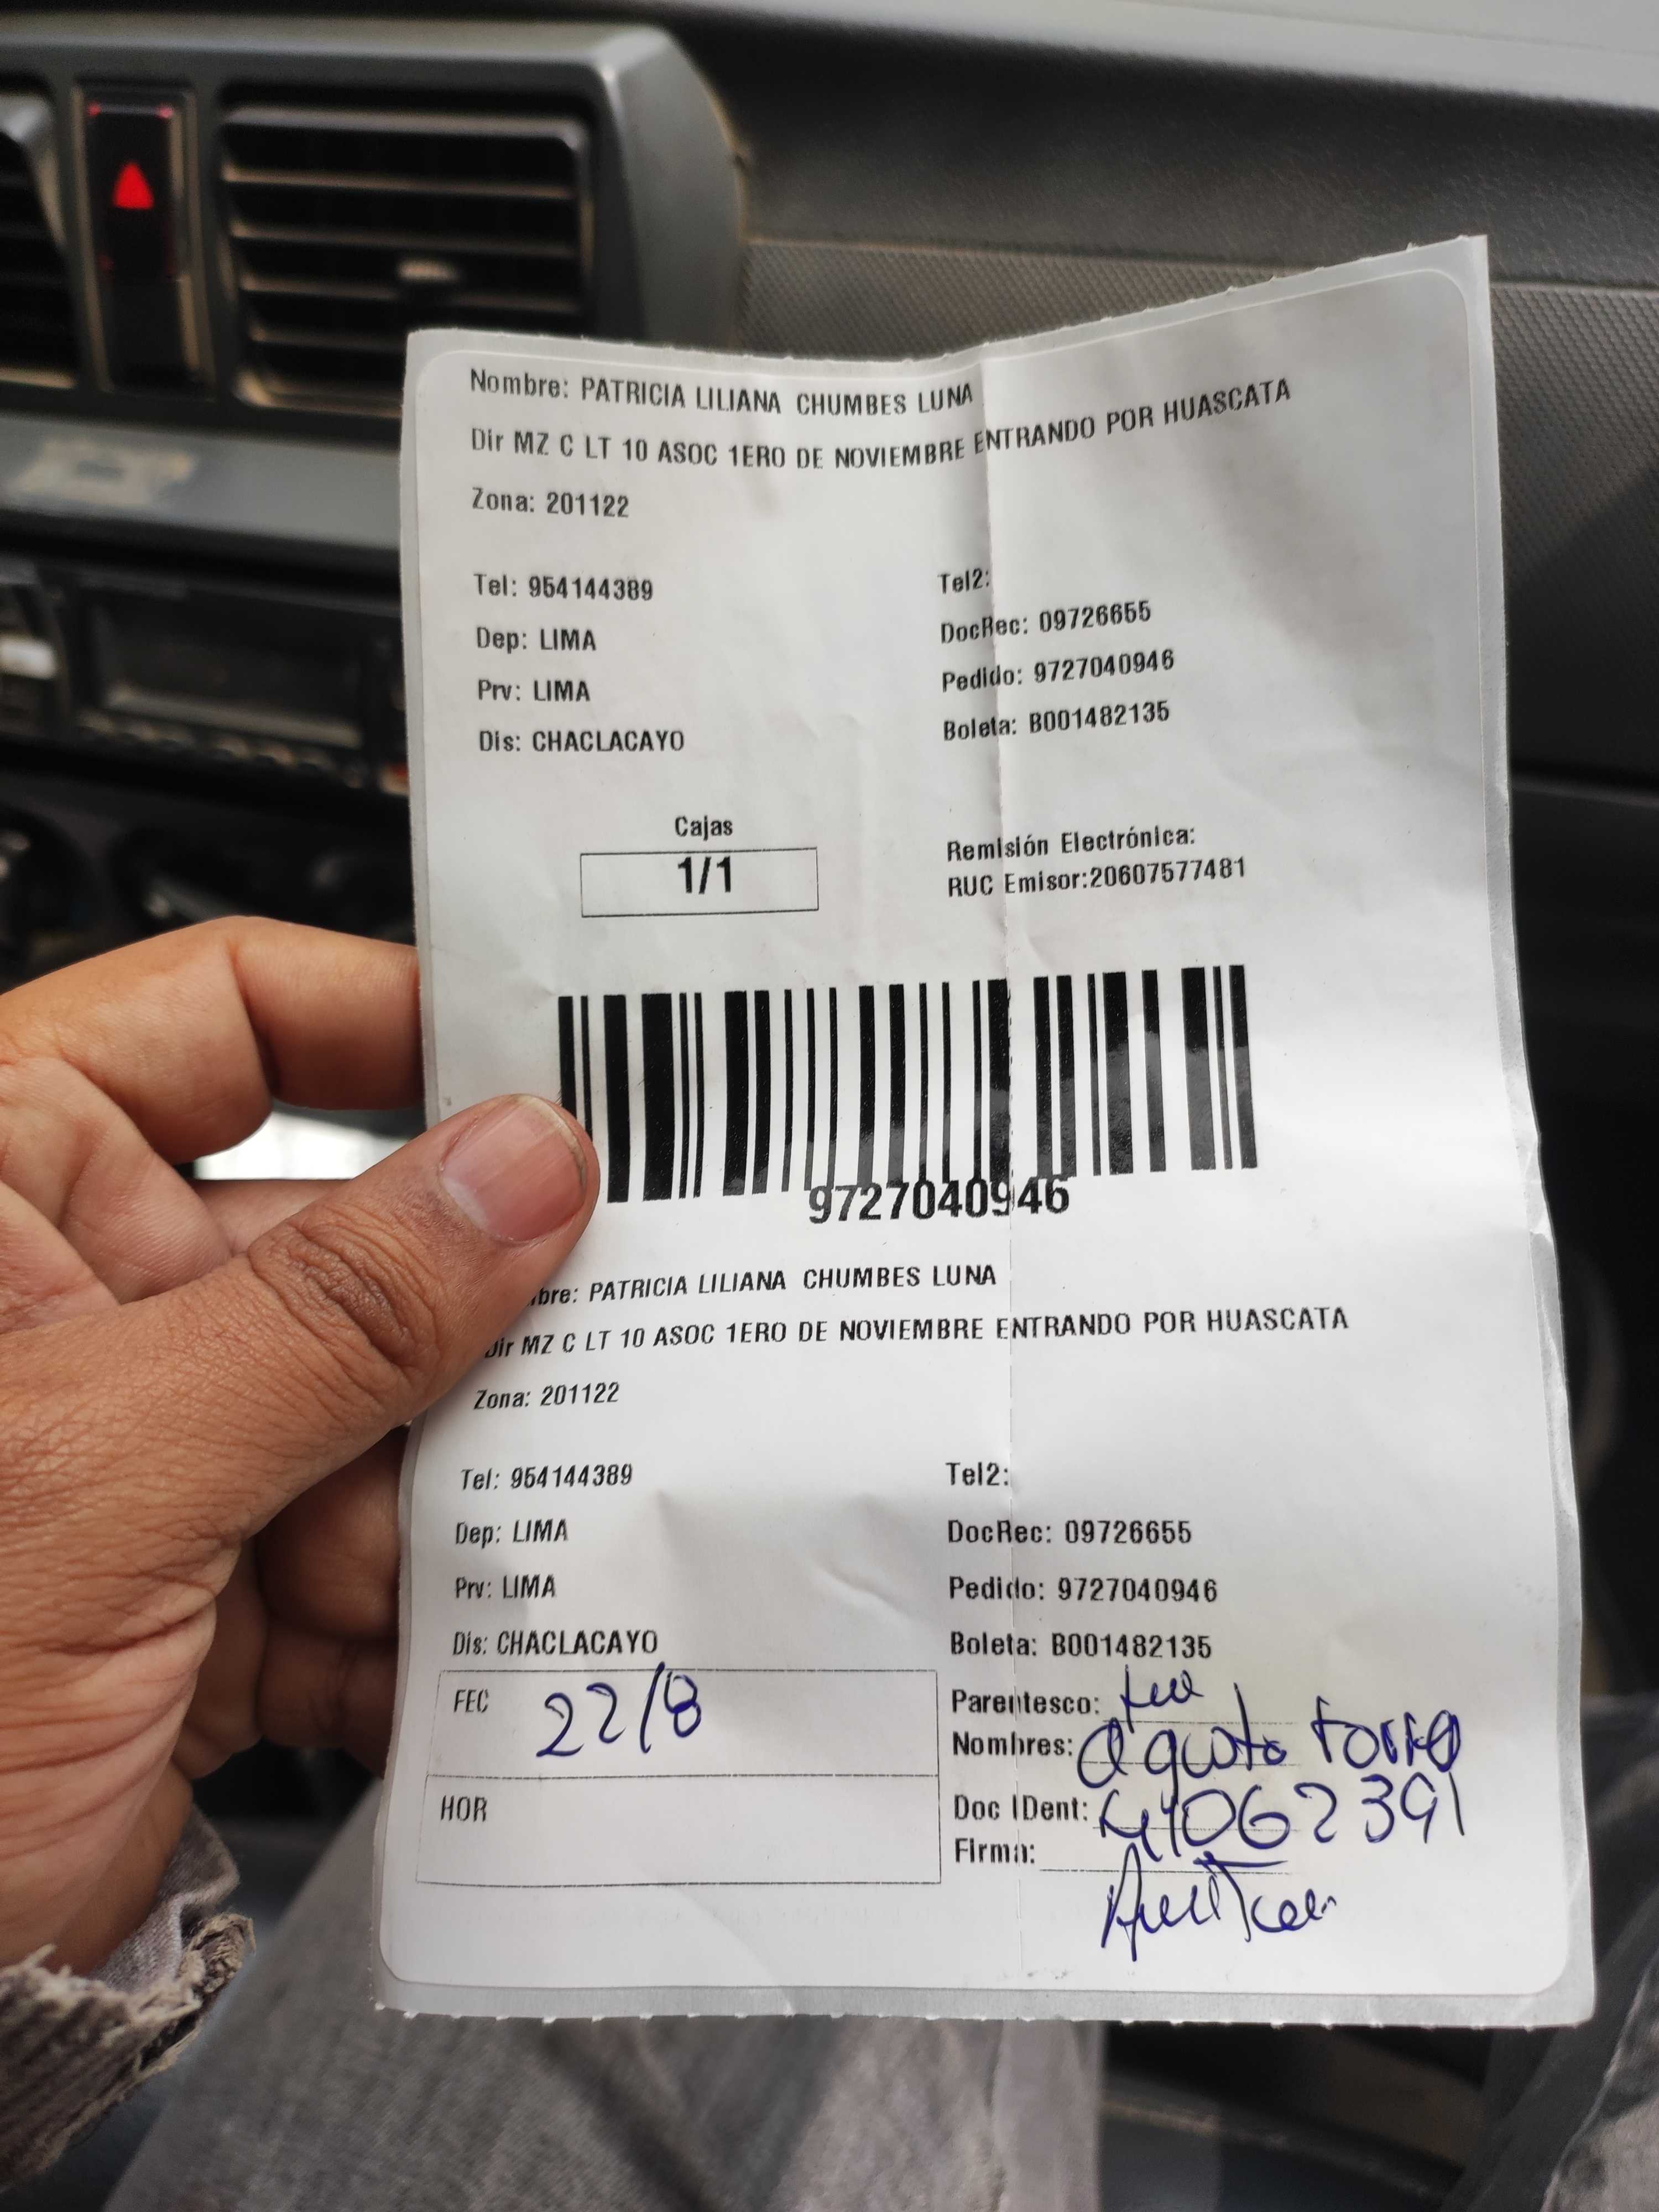 Nombre: PATRICIA LILIANA CHUMBES LUNA
Dir MZ C LT 10 ASOC 1ERO DE NOVIEMBRE ENTRANDO POR HUASCATA
Zona: 201122
Tel: 954144389 Tel2:
Dep: LIMA DocRec: 09726655
Prv: LIMA Pedido: 9727040946
Dis: CHACLACAYO Boleta: B001482135
Cajas
1/1
Remisión Electrónica:
RUC Emisor:20607577481
9727040946
bre: PATRICIA LILIANA CHUMBES LUNA
Dir MZ C LT 10 ASOC 1ERO DE NOVIEMBRE ENTRANDO POR HUASCATA
Zona: 201122
Tel: 954144389 Tel2:
Dep: LIMA DocRec: 09726655
Prv: LIMA Pedido: 9727040946
Dis: CHACLACAYO Boleta: B001482135
FEC 22/8
HOR
Parentesco:
Nombres:
Doc IDent:
Firma: